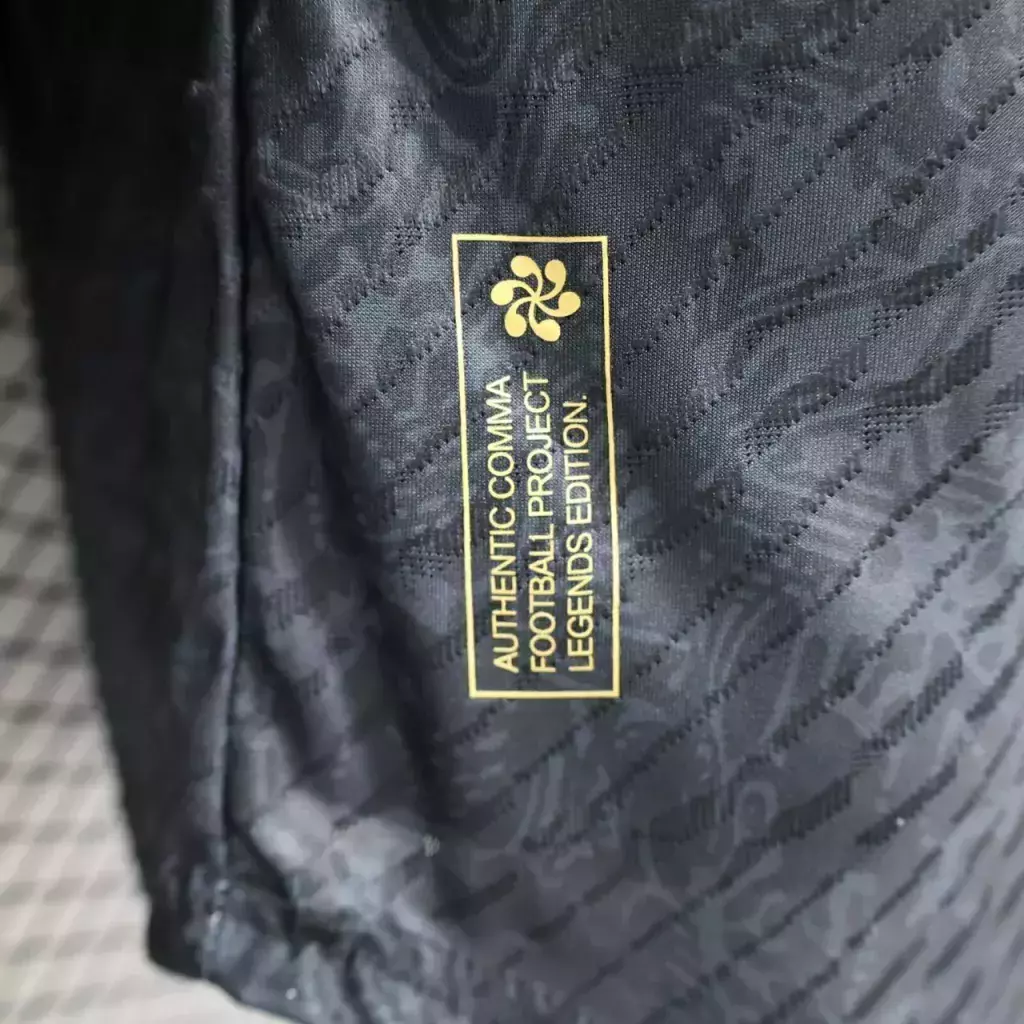 AUTHENTIC COMMA
FOOTBALL PROJECT
LEGENDS EDITION.